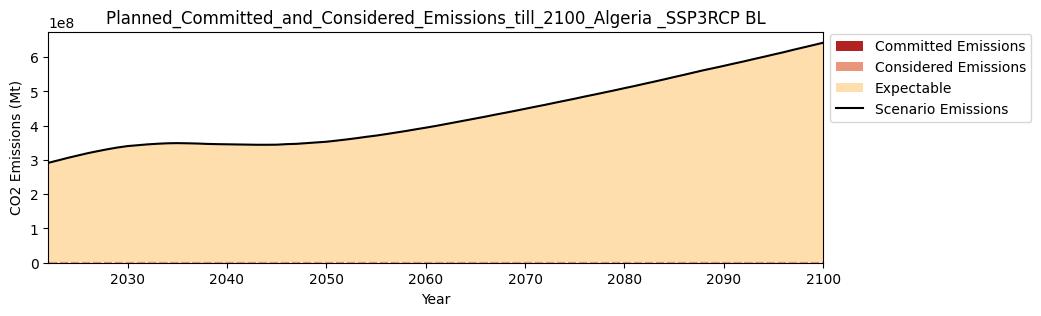 Planned_Committed_and_Considered_Emissions_till_2100_Algeria _SSP3RCP BL
1e8
6
5
4
3
2
1
0
CO2 Emissions (Mt)
2030 2040 2050 2060 2070 2080 2090 2100
Year
Committed Emissions
Considered Emissions
Expectable
Scenario Emissions